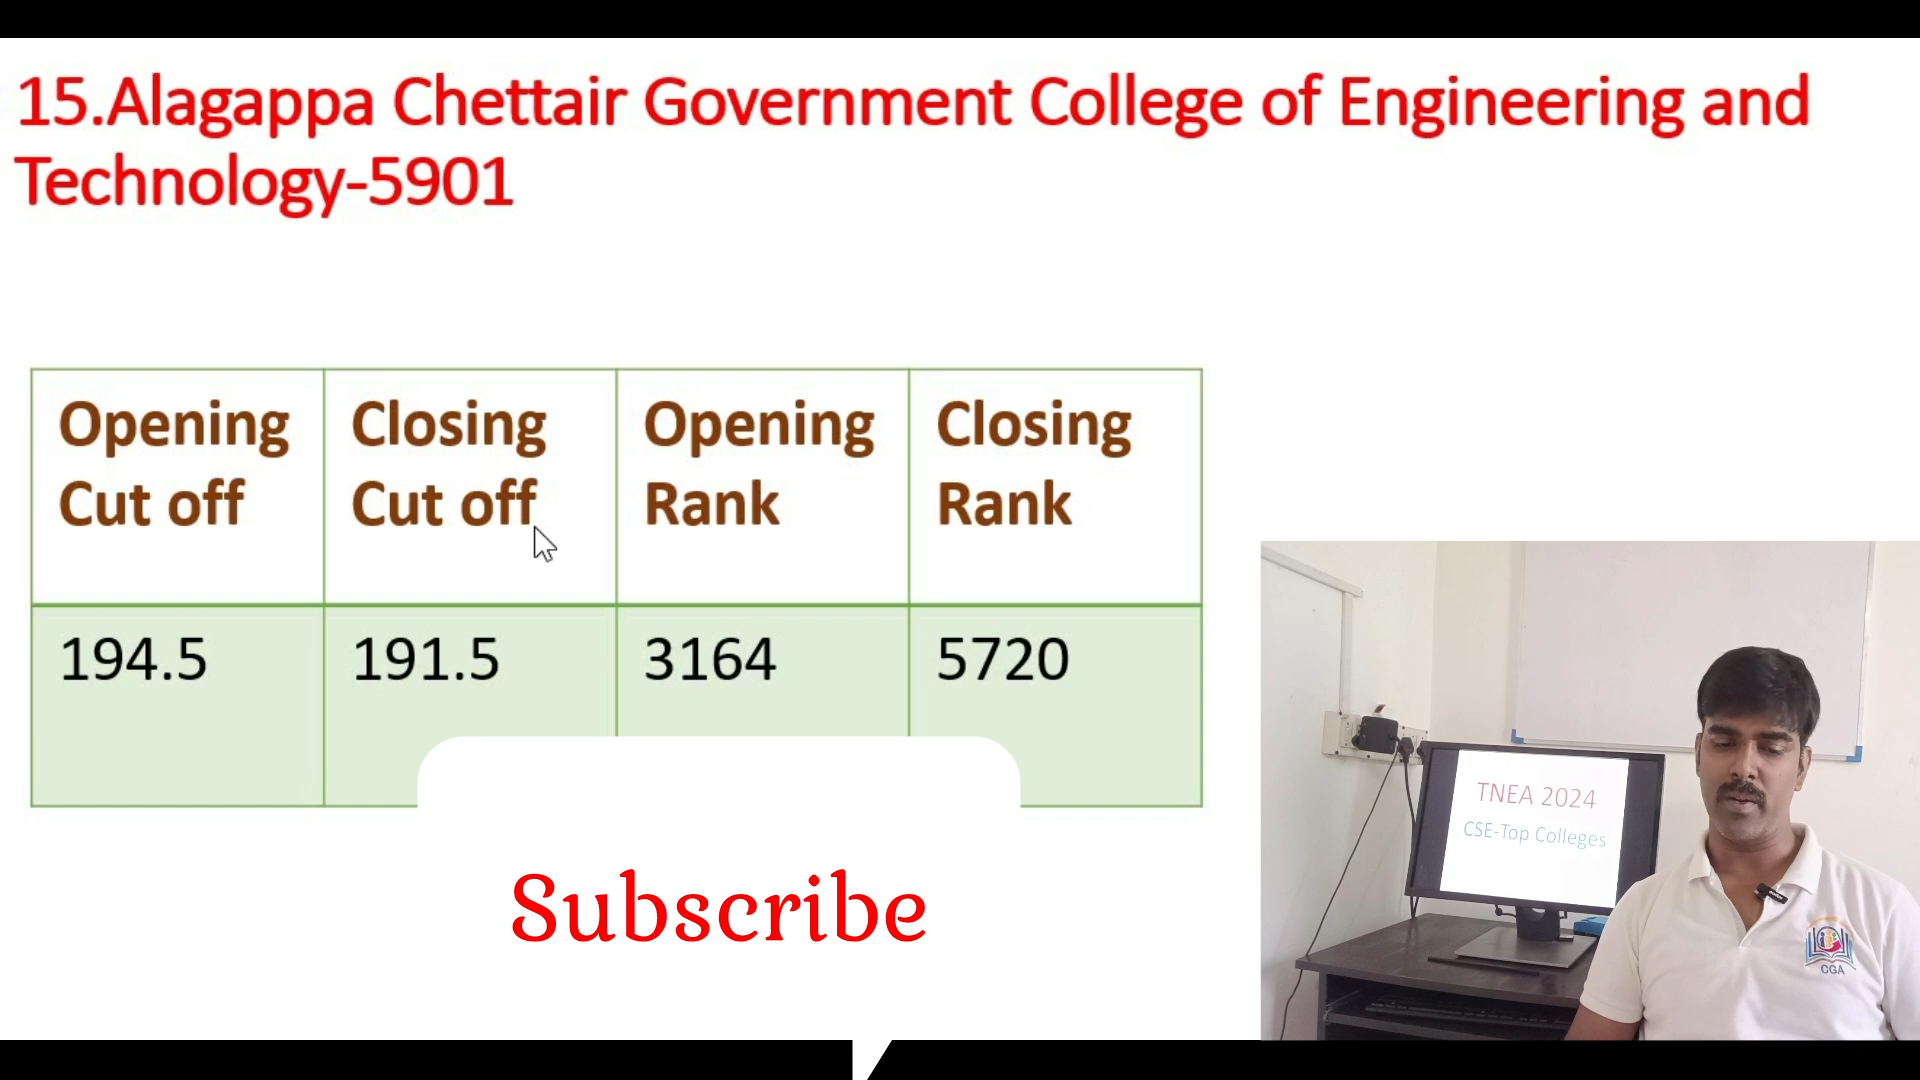 15.Alagappa Chettair Government College of Engineering and
Technology-5901
Opening Cut off
Closing Cut off
Opening Rank
Closing Rank
194.5
191.5
3164
5720
Subscribe
TNEA 2024
CSE-Top Colleges
CGA